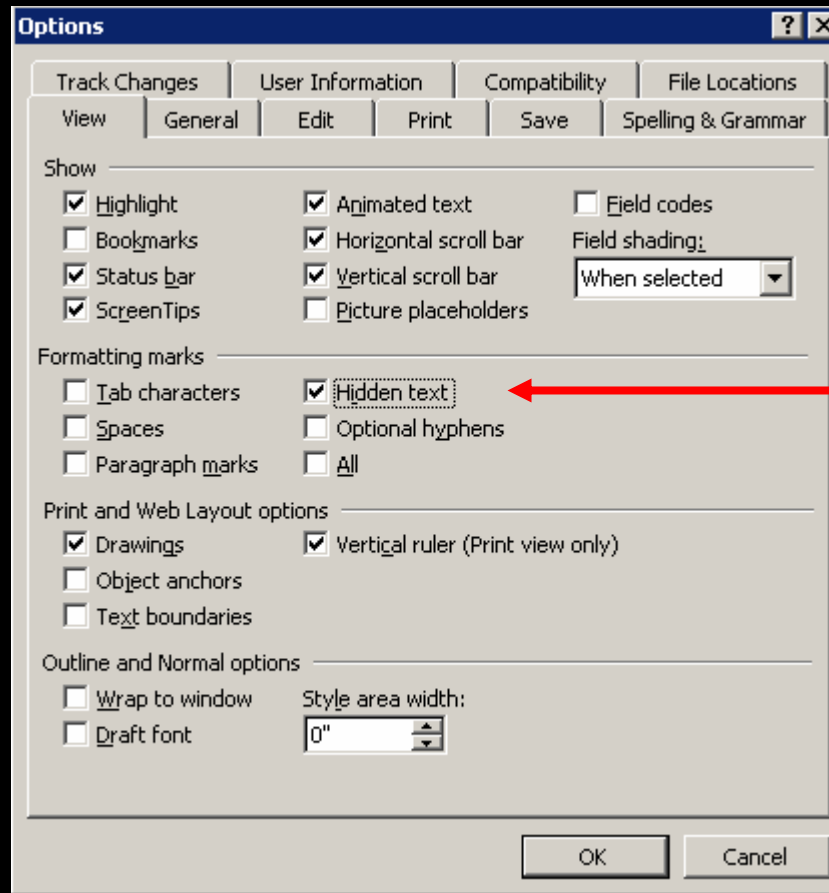 Options
Track Changes User Information Compatibility File Locations
View General Edit Print Save Spelling & Grammar
Show
Highlight Animated text Field codes
Bookmarks Horizontal scroll bar Field shading:
Status bar Vertical scroll bar When selected
ScreenTips Picture placeholders
Formatting marks
Tab characters Hidden text
Spaces Optional hyphens
Paragraph marks All
Print and Web Layout options
Drawings Vertical ruler (Print view only)
Object anchors
Text boundaries
Outline and Normal options
Wrap to window Style area width:
Draft font 0"
OK Cancel